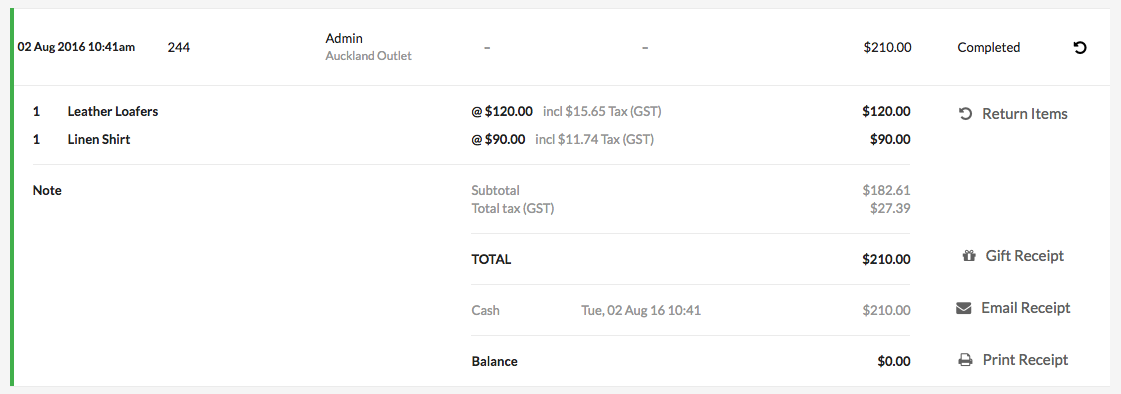 02 Aug 2016 10:41am 244 Admin – – $210.00 Completed
Auckland Outlet
1 Leather Loafers @ $120.00 incl $15.65 Tax (GST) $120.00 Return Items
1 Linen Shirt @ $90.00 incl $11.74 Tax (GST) $90.00
Note Subtotal $182.61
Total tax (GST) $27.39
TOTAL $210.00 Gift Receipt
Cash Tue, 02 Aug 16 10:41 $210.00 Email Receipt
Balance $0.00 Print Receipt